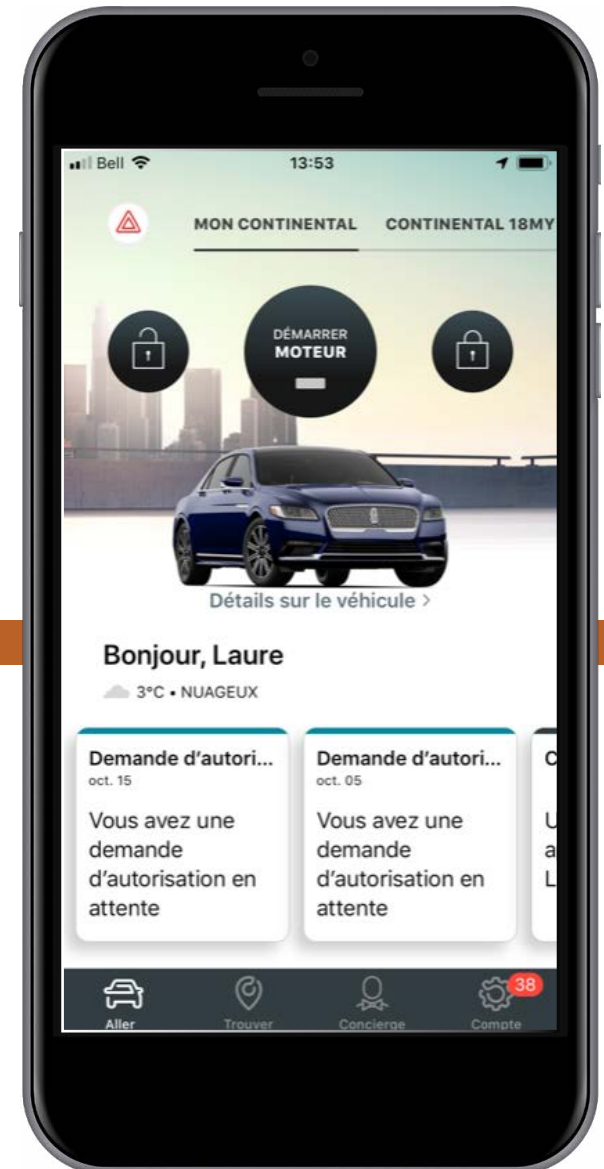 Bell
13:53
MON CONTINENTAL
CONTINENTAL 18MY
DÉMARRER
MOTEUR
Détails sur le véhicule >
Bonjour, Laure
3°C • NUAGEUX
Demande d'autori...
oct. 15
Vous avez une
demande
d'autorisation en
attente
Demande d'autori...
oct. 05
Vous avez une
demande
d'autorisation en
attente
C
U
a
L
Aller
Trouver
Concierge
Compte
38